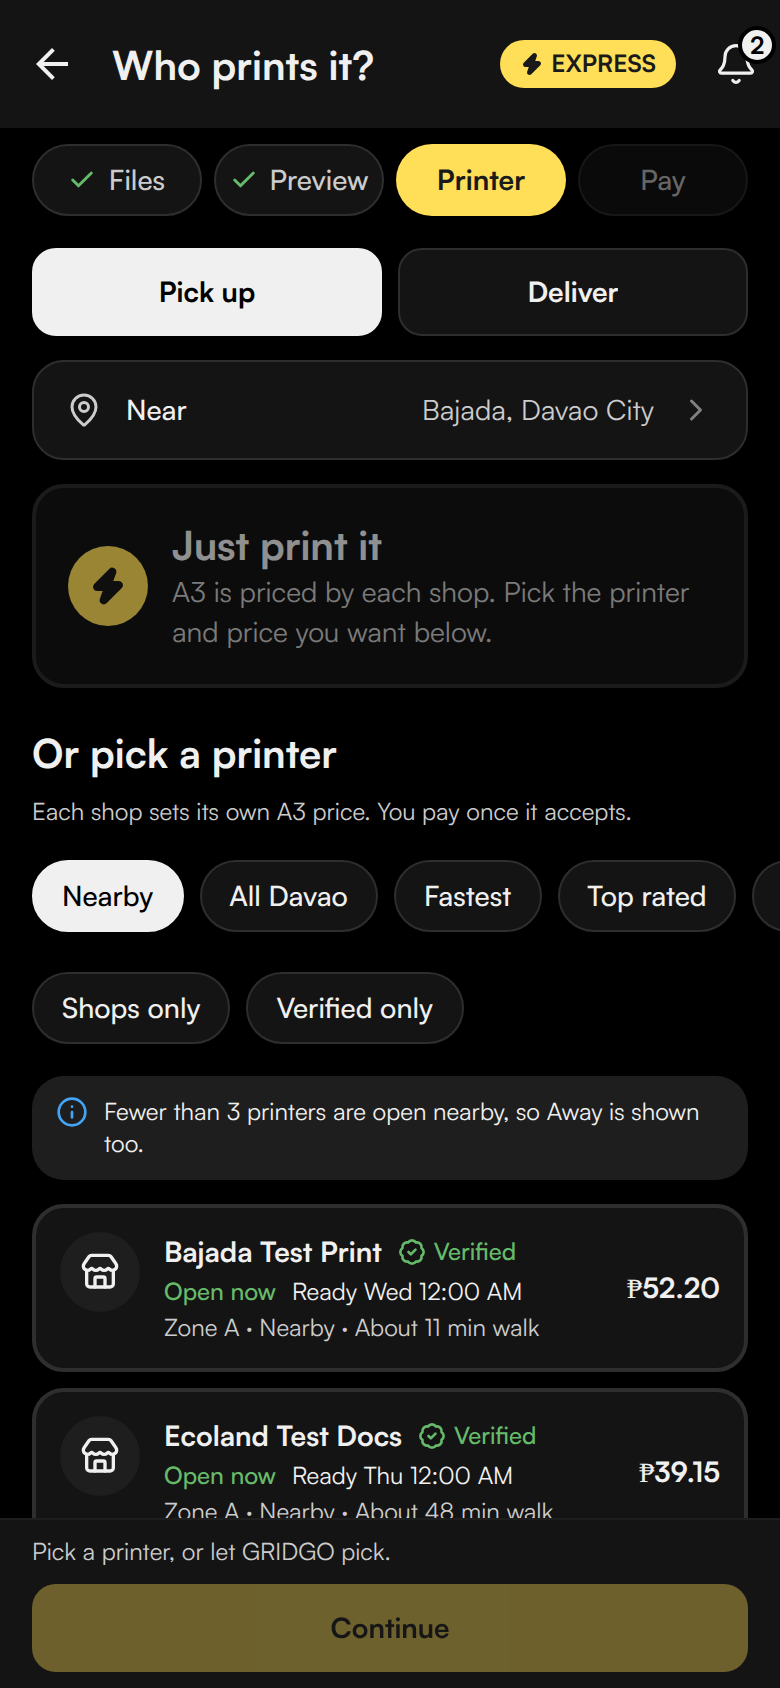 Who prints it?
EXPRESS
2
Files
Preview
Printer
Pay
Pick up
Deliver
Near
Bajada, Davao City
Just print it
A3 is priced by each shop. Pick the printer
and price you want below.
Or pick a printer
Each shop sets its own A3 price. You pay once it accepts.
Nearby
All Davao
Fastest
Top rated
Shops only
Verified only
Fewer than 3 printers are open nearby, so Away is shown
too.
Bajada Test Print Verified
Open now Ready Wed 12:00 AM
₱52.20
Zone A · Nearby · About 11 min walk
Ecoland Test Docs Verified
Open now Ready Thu 12:00 AM
₱39.15
Zone A · Nearby · About 48 min walk
Pick a printer, or let GRIDGO pick.
Continue